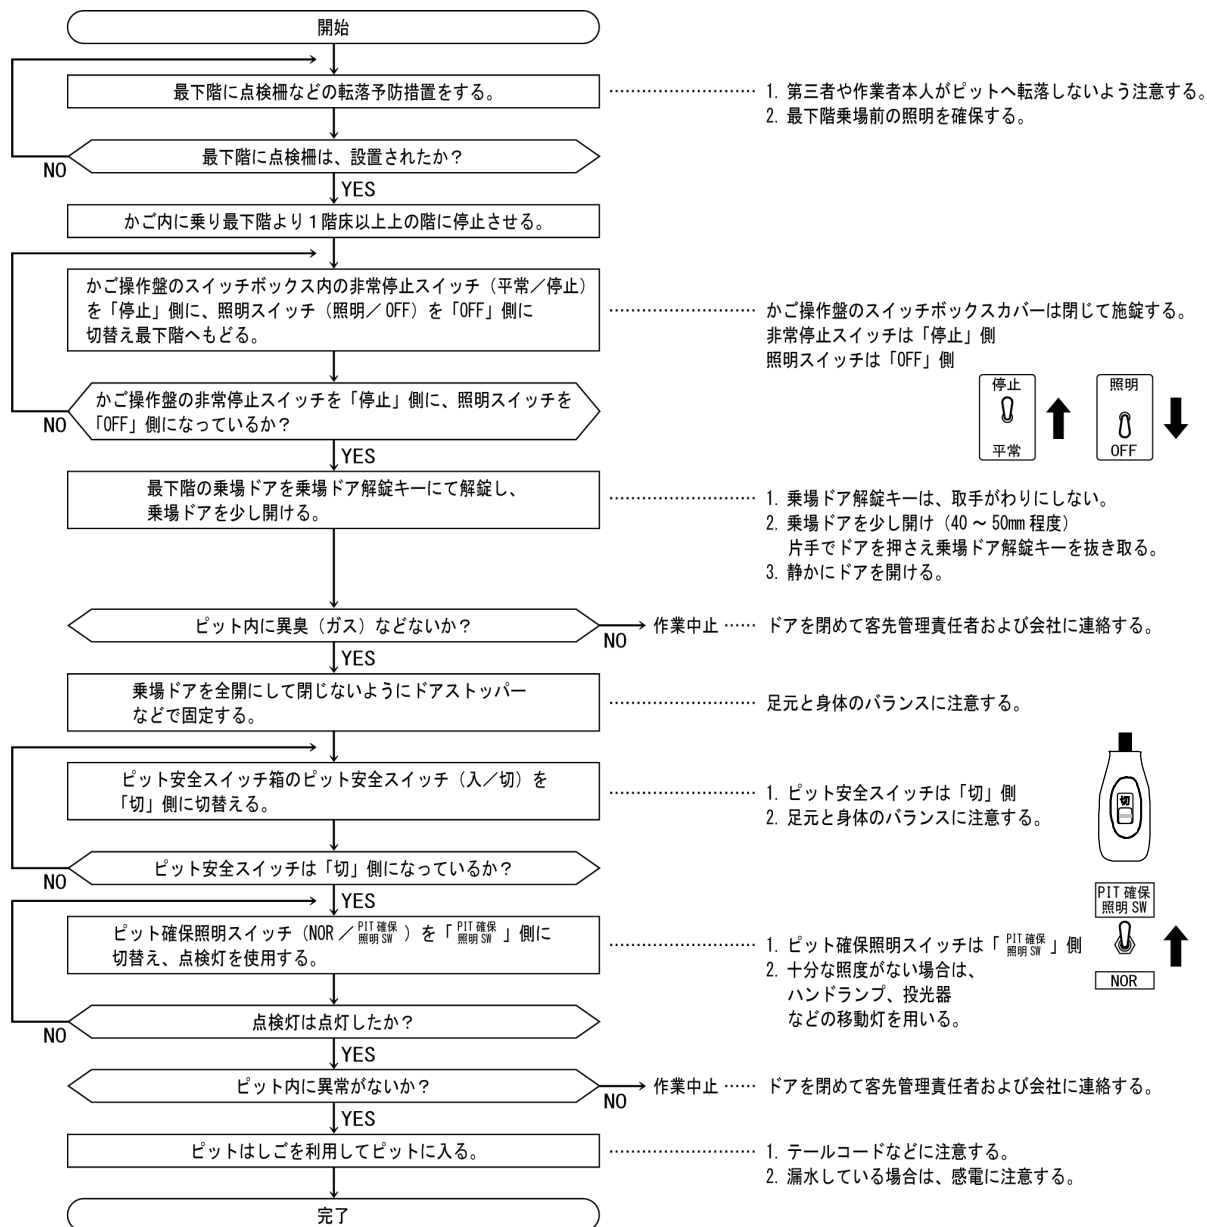 開始
最下階に点検柵などの転落予防措置をする。
1. 第三者や作業者本人がピットへ転落しないよう注意する。
2. 最下階乗場前の照明を確保する。
最下階に点検柵は、設置されたか？
NO
YES
かご内に乗り最下階より１階床以上上の階に停止させる。
かご操作盤のスイッチボックス内の非常停止スイッチ（平常／停止）
を「停止」側に、照明スイッチ（照明／OFF）を「OFF」側に
切替え最下階へもどる。
かご操作盤のスイッチボックスカバーは閉じて施錠する。
非常停止スイッチは「停止」側
照明スイッチは「OFF」側
停止
平常
照明
OFF
かご操作盤の非常停止スイッチを「停止」側に、照明スイッチを
「OFF」側になっているか？
NO
YES
最下階の乗場ドアを乗場ドア解錠キーにて解錠し、
乗場ドアを少し開ける。
1. 乗場ドア解錠キーは、取手がわりにしない。
2. 乗場ドアを少し開け（40～50mm程度）
片手でドアを押さえ乗場ドア解錠キーを抜き取る。
3. 静かにドアを開ける。
ピット内に異臭（ガス）などないか？
NO
作業中止 …… ドアを閉めて客先管理責任者および会社に連絡する。
YES
乗場ドアを全開にして閉じないようにドアストッパー
などで固定する。
足元と身体のバランスに注意する。
ピット安全スイッチ箱のピット安全スイッチ（入／切）を
「切」側に切替える。
1. ピット安全スイッチは「切」側
2. 足元と身体のバランスに注意する。
切
ピット安全スイッチは「切」側になっているか？
NO
YES
ピット確保照明スイッチ（NOR／PIT確保照明SW）を「PIT確保照明SW」側に
切替え、点検灯を使用する。
1. ピット確保照明スイッチは「PIT確保照明SW」側
2. 十分な照度がない場合は、
ハンドランプ、投光器
などの移動灯を用いる。
PIT確保
照明SW
NOR
点検灯は点灯したか？
NO
YES
ピット内に異常がないか？
NO
作業中止 …… ドアを閉めて客先管理責任者および会社に連絡する。
YES
ピットはしごを利用してピットに入る。
1. テールコードなどに注意する。
2. 漏水している場合は、感電に注意する。
完了